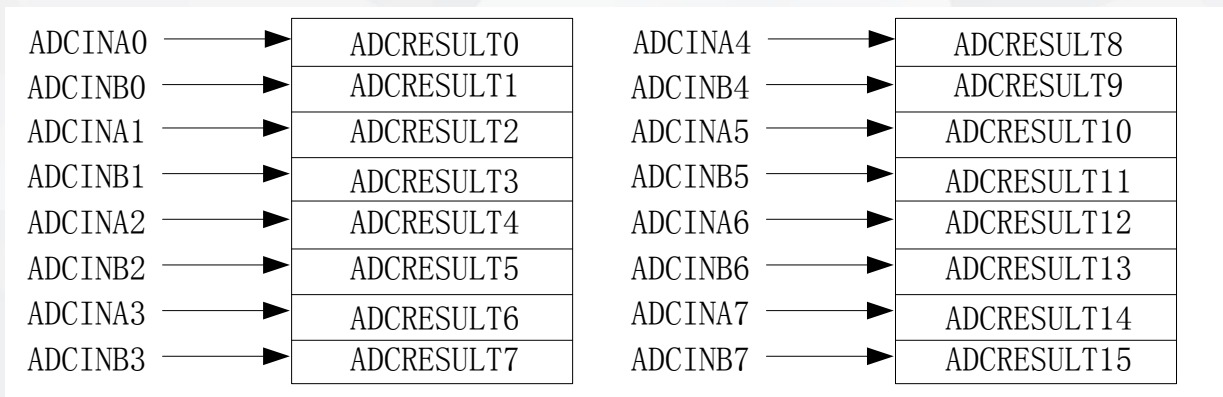 ADCINA0 ADCRESULT0
ADCINB0 ADCRESULT1
ADCINA1 ADCRESULT2
ADCINB1 ADCRESULT3
ADCINA2 ADCRESULT4
ADCINB2 ADCRESULT5
ADCINA3 ADCRESULT6
ADCINB3 ADCRESULT7
ADCINA4 ADCRESULT8
ADCINB4 ADCRESULT9
ADCINA5 ADCRESULT10
ADCINB5 ADCRESULT11
ADCINA6 ADCRESULT12
ADCINB6 ADCRESULT13
ADCINA7 ADCRESULT14
ADCINB7 ADCRESULT15